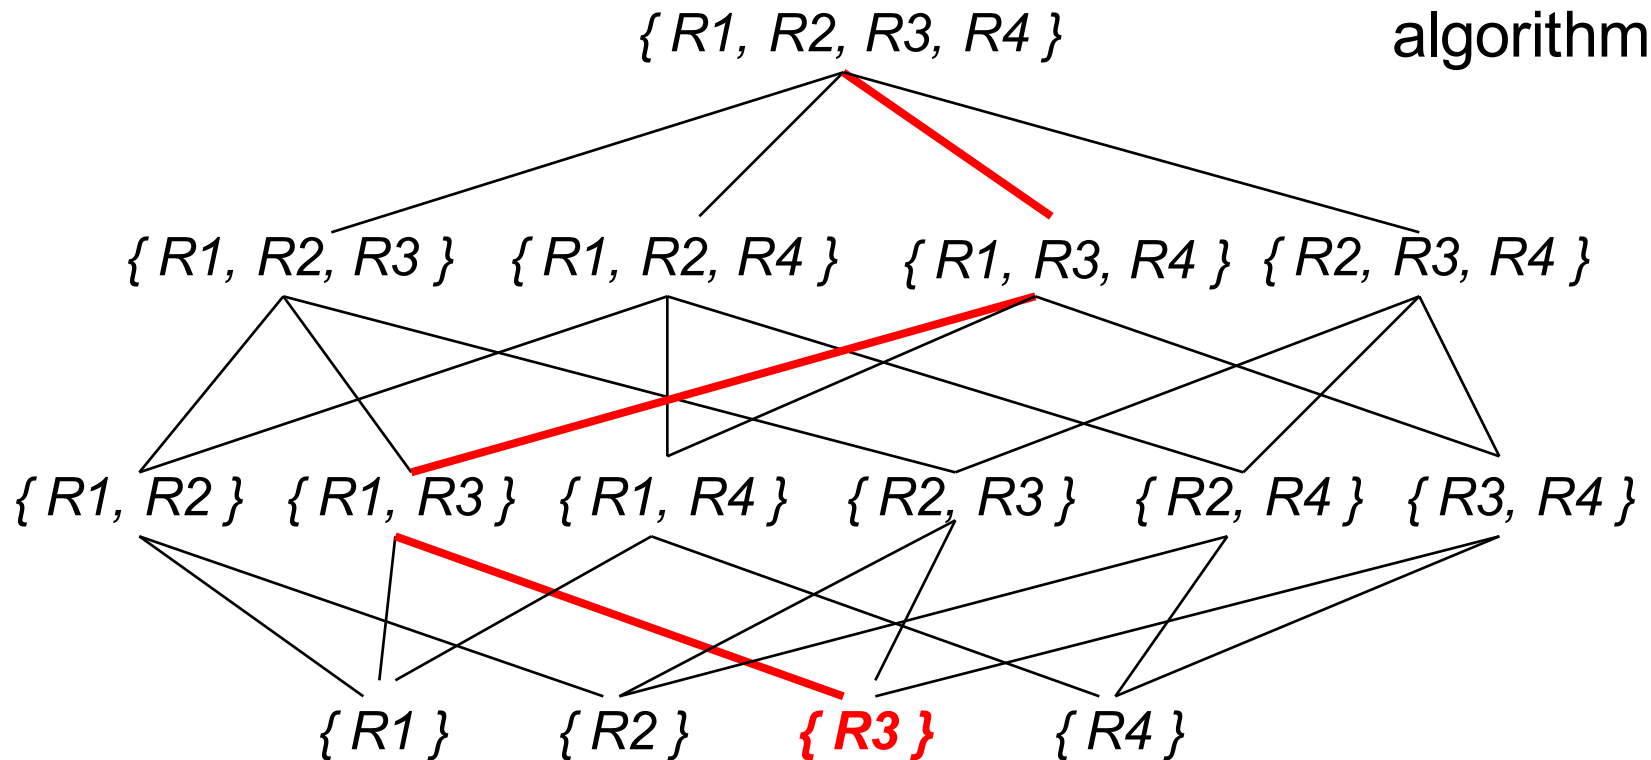 { R1, R2, R3, R4 } algorithm
{ R1, R2, R3 } { R1, R2, R4 } { R1, R3, R4 } { R2, R3, R4 }
{ R1, R2 } { R1, R3 } { R1, R4 } { R2, R3 } { R2, R4 } { R3, R4 }
{ R1 } { R2 } { R3 } { R4 }